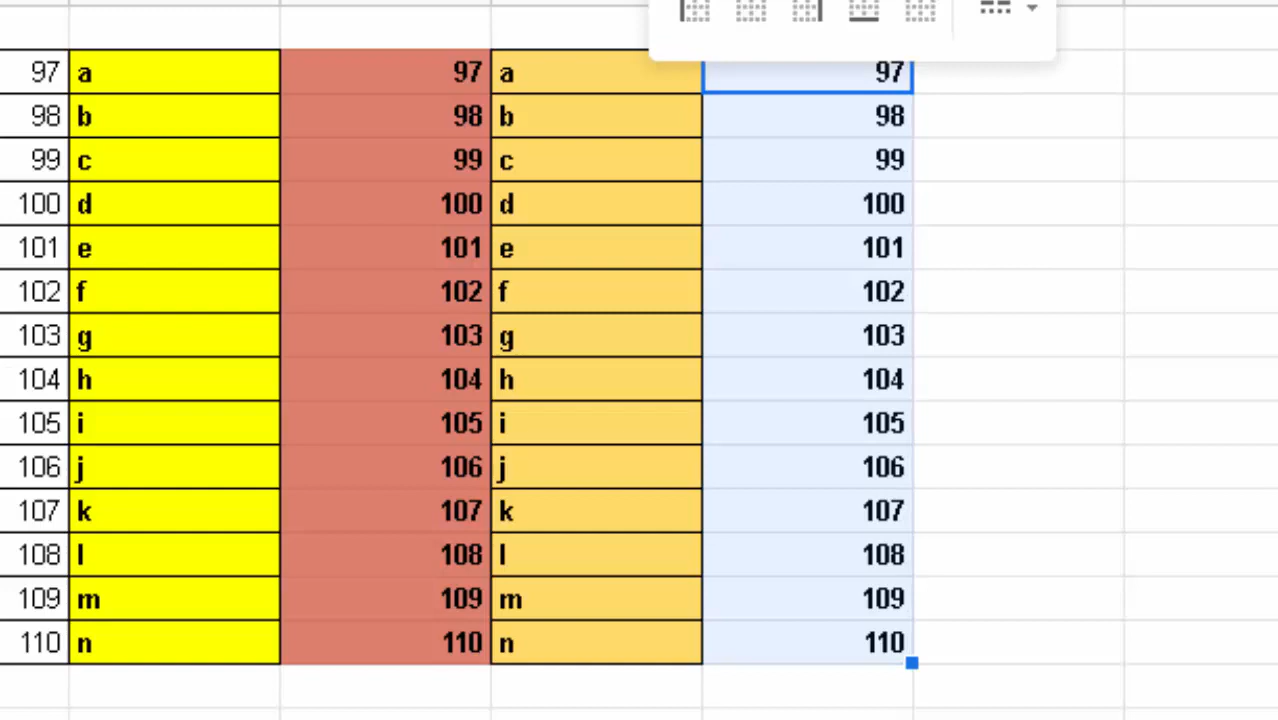 97 a 97 a 97
98 b 98 b 98
99 c 99 c 99
100 d 100 d 100
101 e 101 e 101
102 f 102 f 102
103 g 103 g 103
104 h 104 h 104
105 i 105 i 105
106 j 106 j 106
107 k 107 k 107
108 l 108 l 108
109 m 109 m 109
110 n 110 n 110